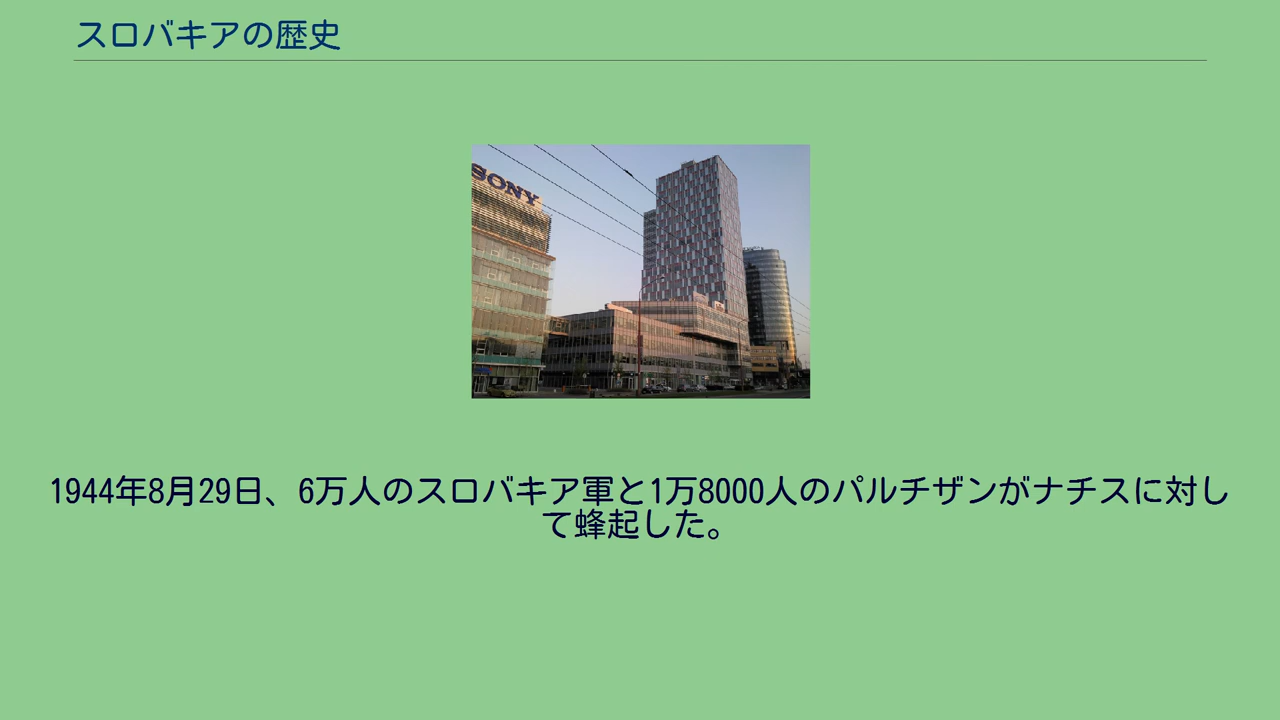 スロバキアの歴史
SONY
1944年8月29日、6万人のスロバキア軍と1万8000人のパルチザンがナチスに対し
て蜂起した。